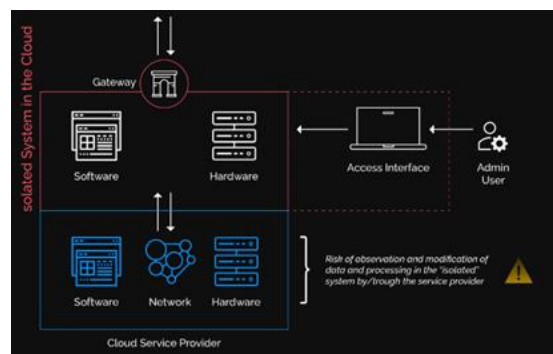 solated System in the Cloud
Gateway
Software
Hardware
Access Interface
Admin
User
Software
Network
Hardware
Risk of observation and modification of
data and processing in the "isolated"
system by/trough the service provider
Cloud Service Provider